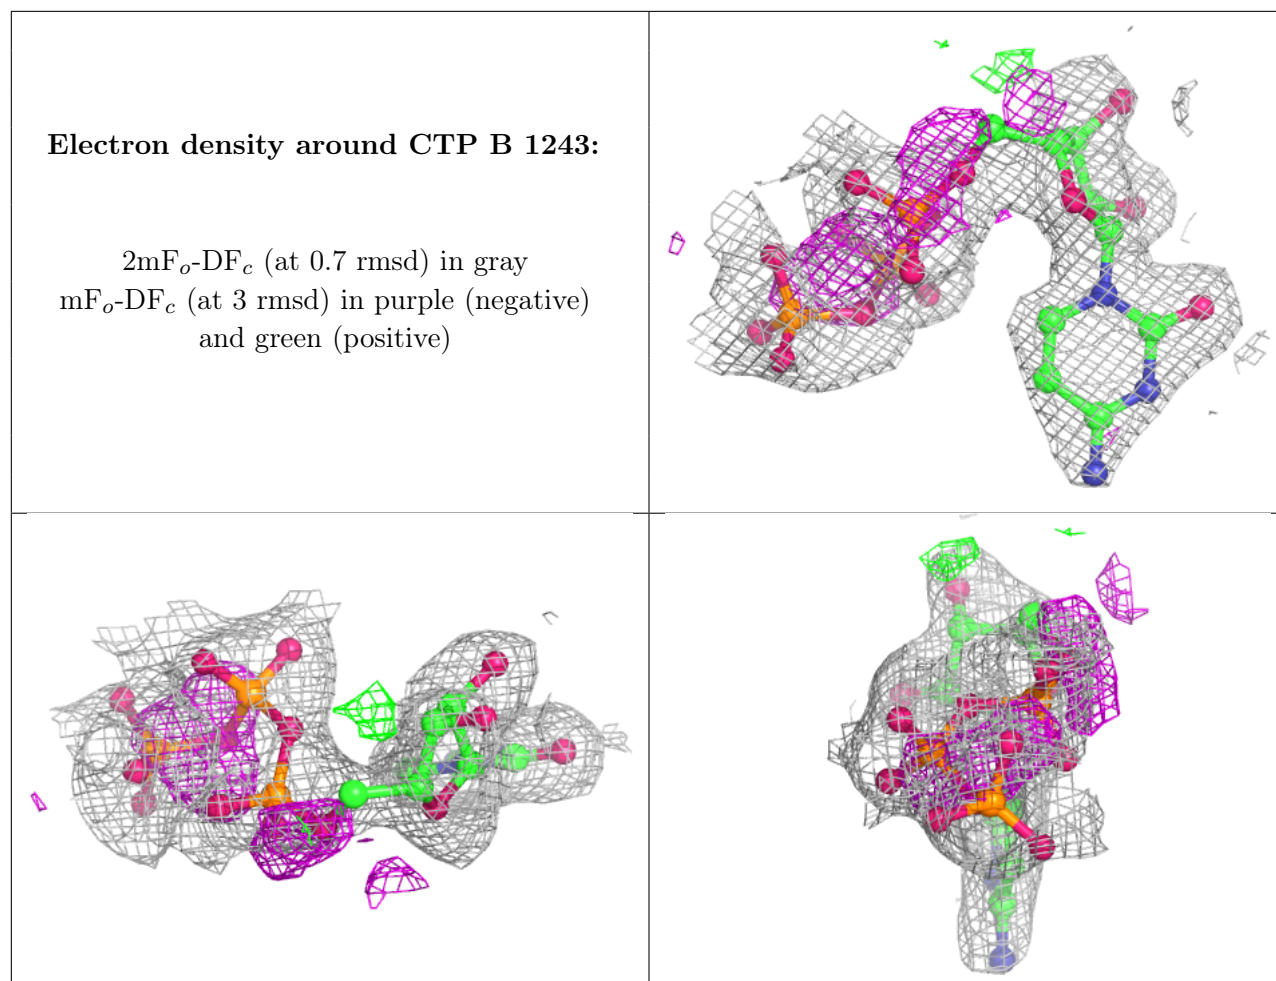 Electron density around CTP B 1243:
2mFo-DFc (at 0.7 rmsd) in gray
mFo-DFc (at 3 rmsd) in purple (negative)
and green (positive)